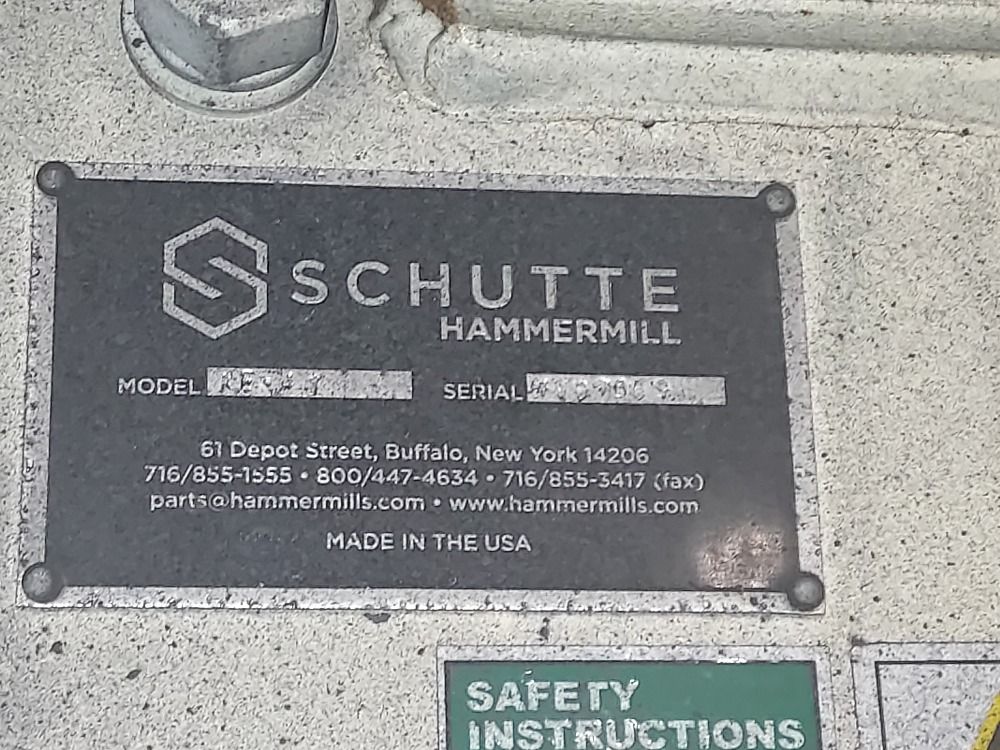 SCHUTTE
HAMMERMILL
MODEL
SERIAL
61 Depot Street, Buffalo, New York 14206
716/855-1555 • 800/447-4634 • 716/855-3417 (fax)
parts@hammermills.com • www.hammermills.com
MADE IN THE USA
SAFETY
INSTRUCTIONS